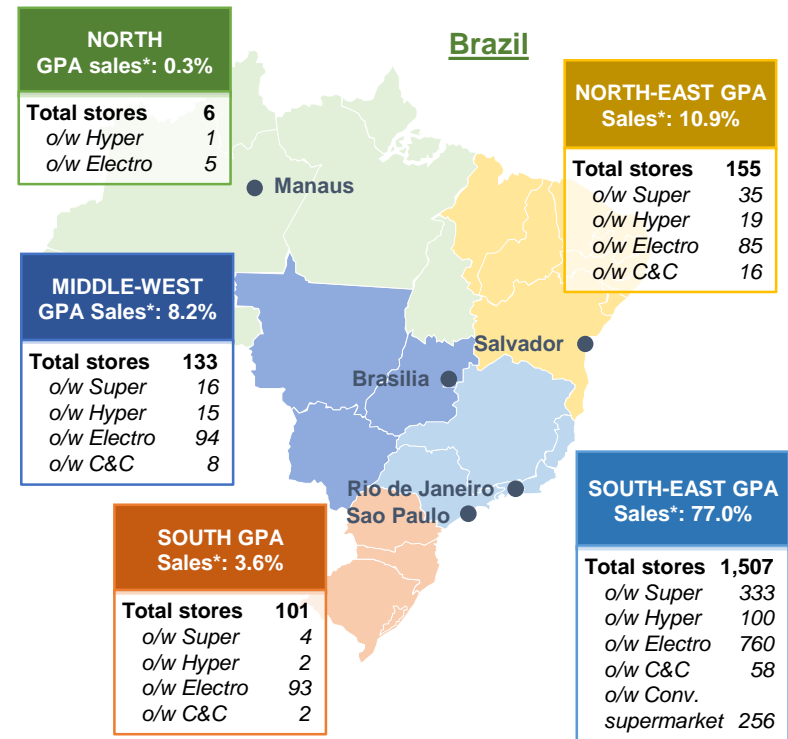 Brazil
NORTH
GPA sales*: 0.3%
Total stores 6
o/w Hyper 1
o/w Electro 5
NORTH-EAST GPA
Sales*: 10.9%
Total stores 155
o/w Super 35
o/w Hyper 19
o/w Electro 85
o/w C&C 16
Manaus
MIDDLE-WEST
GPA Sales*: 8.2%
Total stores 133
o/w Super 16
o/w Hyper 15
o/w Electro 94
o/w C&C 8
Salvador
Brasilia
Rio de Janeiro
Sao Paulo
SOUTH GPA
Sales*: 3.6%
Total stores 101
o/w Super 4
o/w Hyper 2
o/w Electro 93
o/w C&C 2
SOUTH-EAST GPA
Sales*: 77.0%
Total stores 1,507
o/w Super 333
o/w Hyper 100
o/w Electro 760
o/w C&C 58
o/w Conv.
supermarket 256